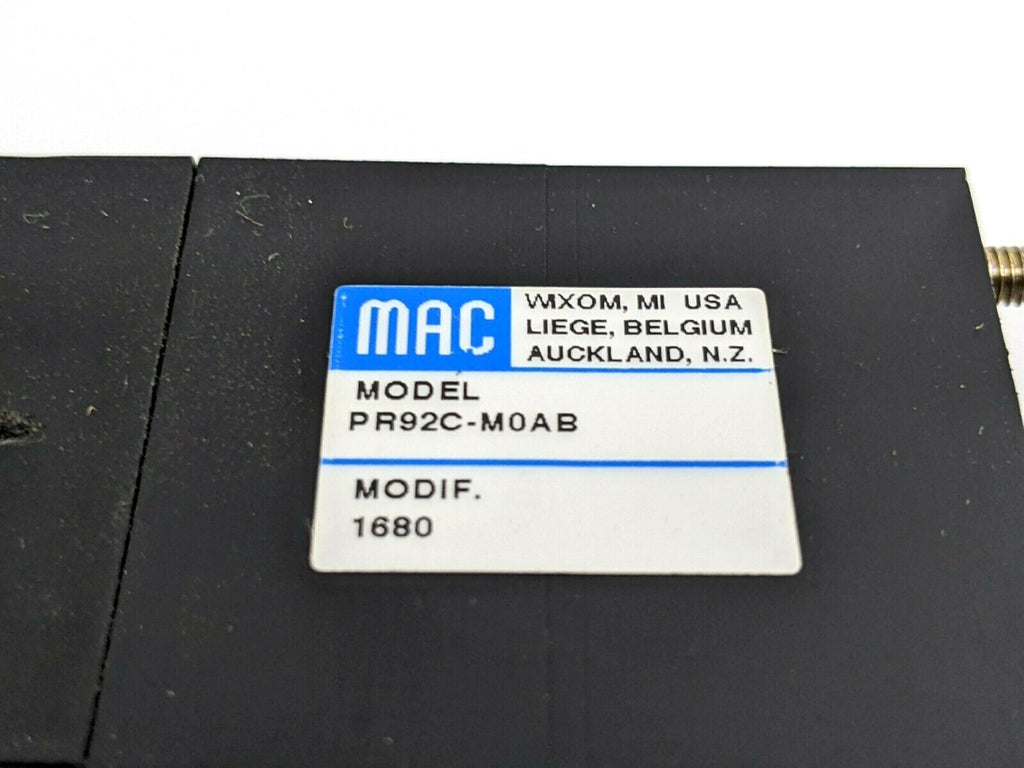 MAC
WIXOM, MI USA
LIEGE, BELGIUM
AUCKLAND, N.Z.
MODEL
PR92C-M0AB
MODIF.
1680